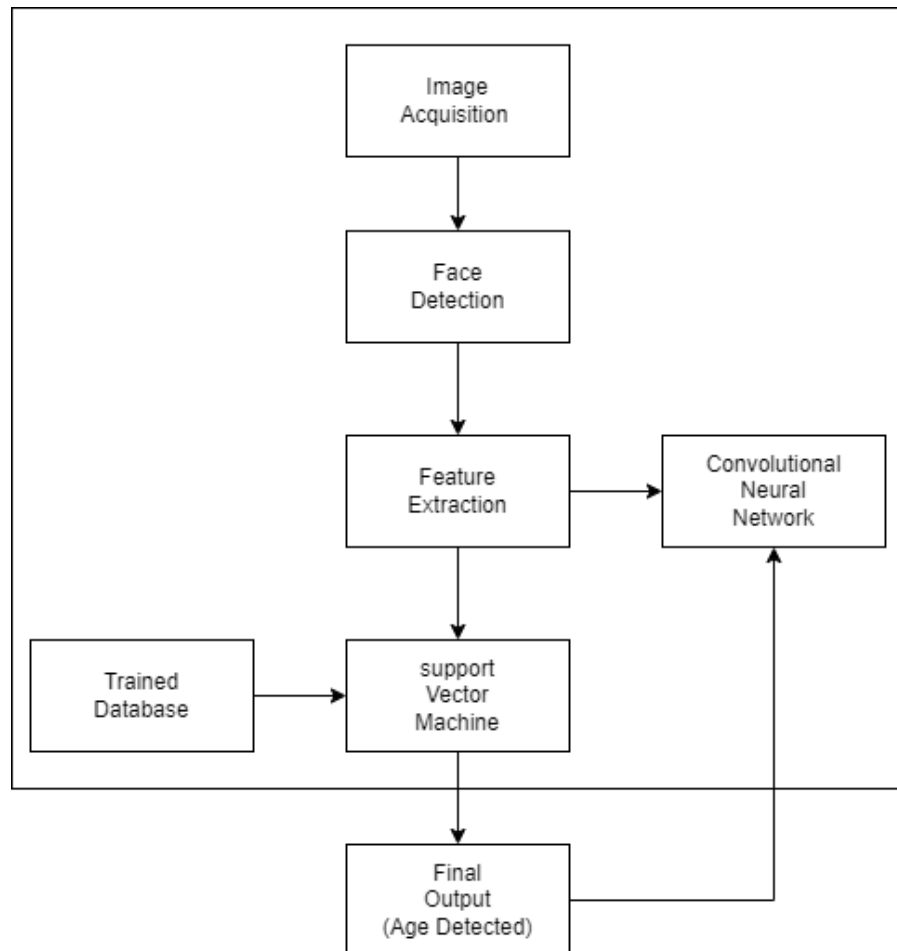 Image
Acquisition
Face
Detection
Feature
Extraction
Convolutional
Neural
Network
Trained
Database
support
Vector
Machine
Final
Output
(Age Detected)